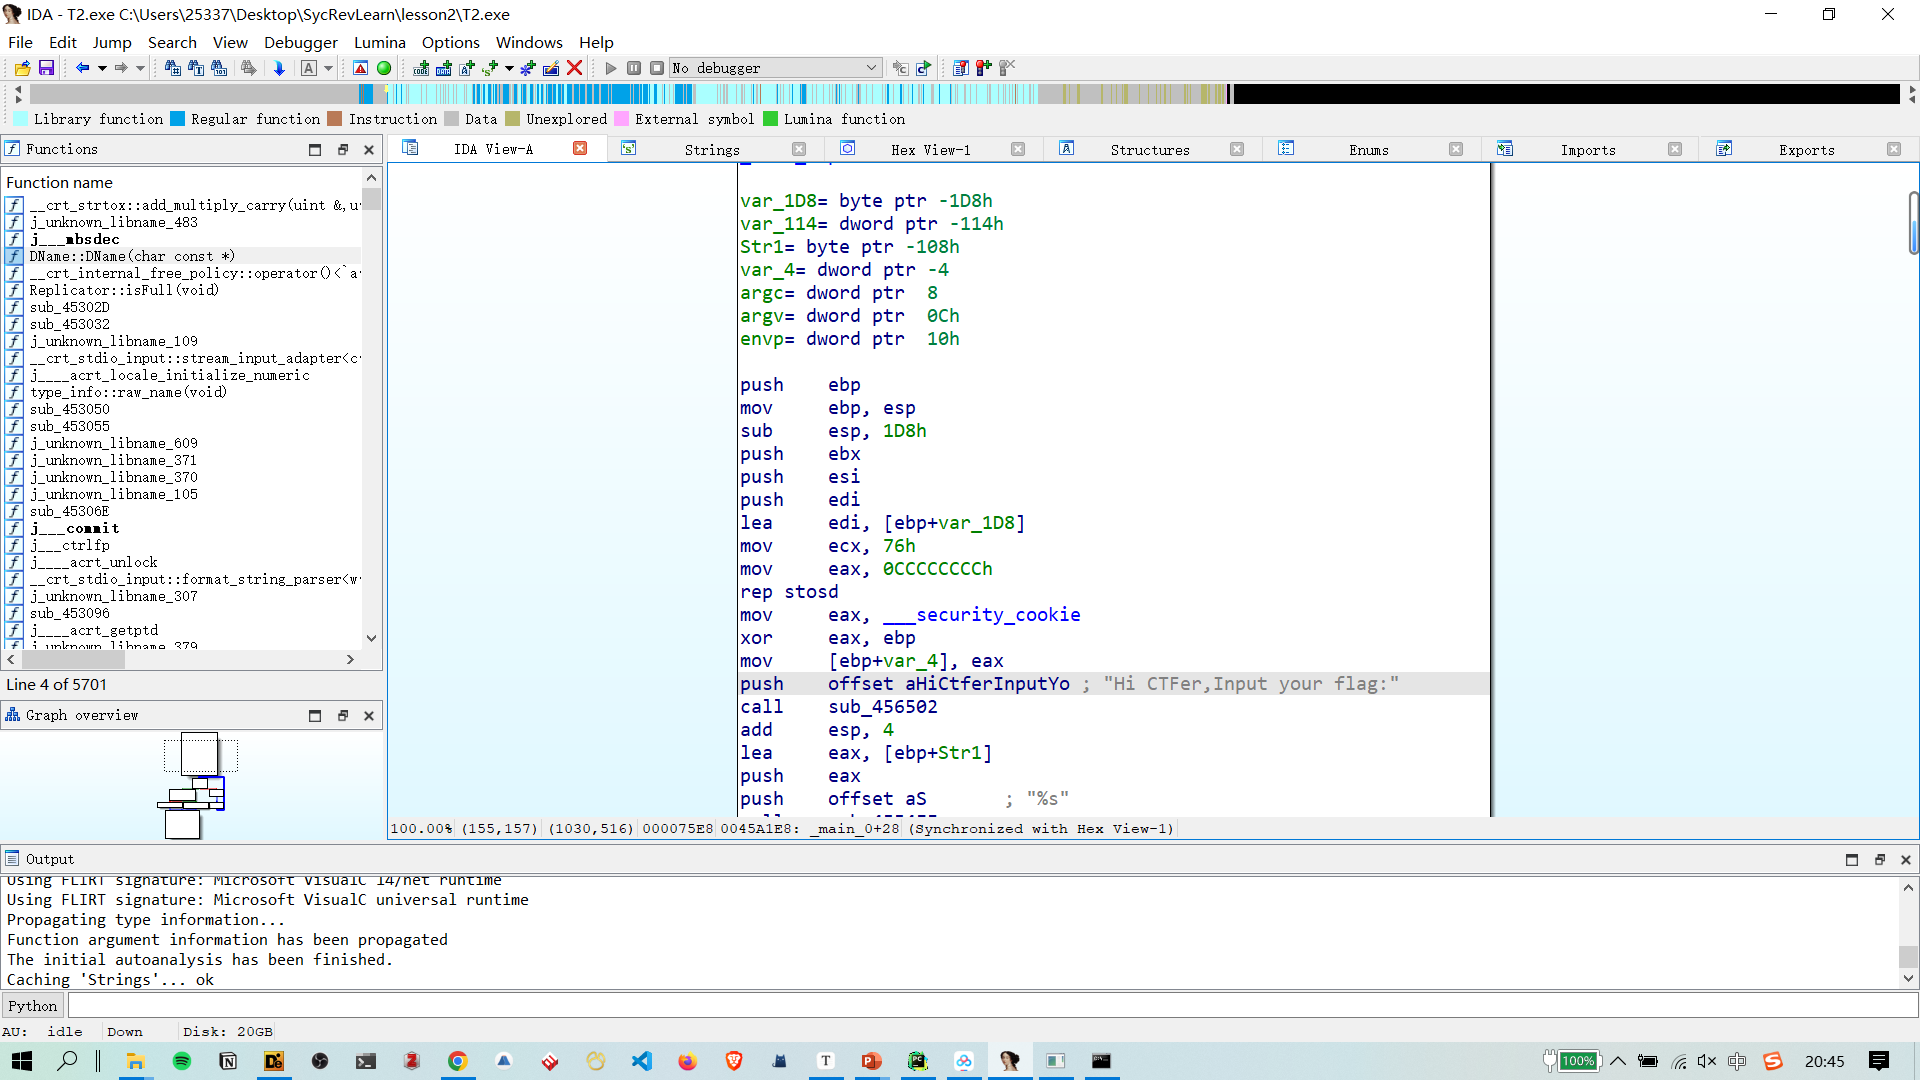 IDA - T2.exe C:\Users\25337\Desktop\SycRevLearn\lesson2\T2.exe
File Edit Jump Search View Debugger Lumina Options Windows Help
No debugger
Library function Regular function Instruction Data Unexplored External symbol Lumina function
Functions
IDA View-A Strings Hex View-1 Structures Enums Imports Exports
Function name
__crt_strtox::add_multiply_carry(uint &,u
j_unknown_libname_483
j___mbsdec
DName::DName(char const *)
__crt_internal_free_policy::operator()<`a
Replicator::isFull(void)
sub_45302D
sub_453032
j_unknown_libname_109
__crt_stdio_input::stream_input_adapter<c
j____acrt_locale_initialize_numeric
type_info::raw_name(void)
sub_453050
sub_453055
j_unknown_libname_609
j_unknown_libname_371
j_unknown_libname_370
j_unknown_libname_105
sub_45306E
j___commit
j___ctrlfp
j____acrt_unlock
__crt_stdio_input::format_string_parser<w
j_unknown_libname_307
sub_453096
j____acrt_getptd
j_unknown_libname_379
Line 4 of 5701
Graph overview
var_1D8= byte ptr -1D8h
var_114= dword ptr -114h
Str1= byte ptr -108h
var_4= dword ptr -4
argc= dword ptr  8
argv= dword ptr  0Ch
envp= dword ptr  10h
push    ebp
mov     ebp, esp
sub     esp, 1D8h
push    ebx
push    esi
push    edi
lea     edi, [ebp+var_1D8]
mov     ecx, 76h
mov     eax, 0CCCCCCCCh
rep stosd
mov     eax, ___security_cookie
xor     eax, ebp
mov     [ebp+var_4], eax
push    offset aHiCtferInputYo ; "Hi CTFer,Input your flag:"
call    sub_456502
add     esp, 4
lea     eax, [ebp+Str1]
push    eax
push    offset aS       ; "%s"
100.00% (155,157) (1030,516) 000075E8 0045A1E8: _main_0+28 (Synchronized with Hex View-1)
Output
Using FLIRT signature: Microsoft VisualC 14/net runtime
Using FLIRT signature: Microsoft VisualC universal runtime
Propagating type information...
Function argument information has been propagated
The initial autoanalysis has been finished.
Caching 'Strings'... ok
Python
AU: idle Down Disk: 20GB
100% 中 20:45